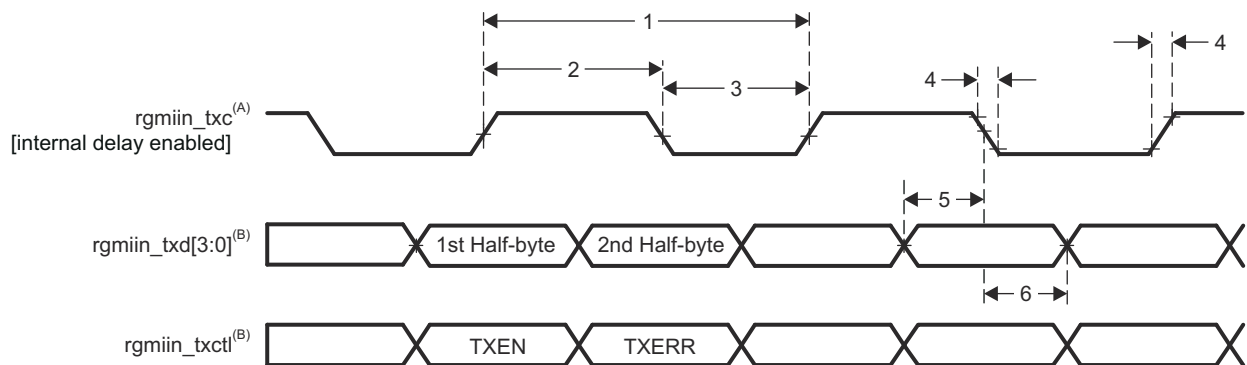 1
2
3
4
4
rgmiin_txc(A)
[internal delay enabled]
5
rgmiin_txd[3:0](B)
1st Half-byte
2nd Half-byte
6
rgmiin_txctl(B)
TXEN
TXERR